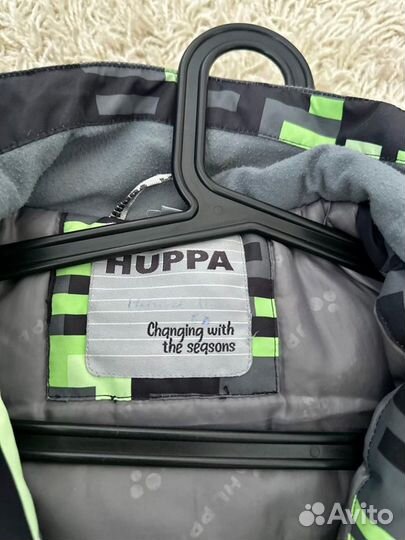 HUPPA
Changing with
the seasons
Avito